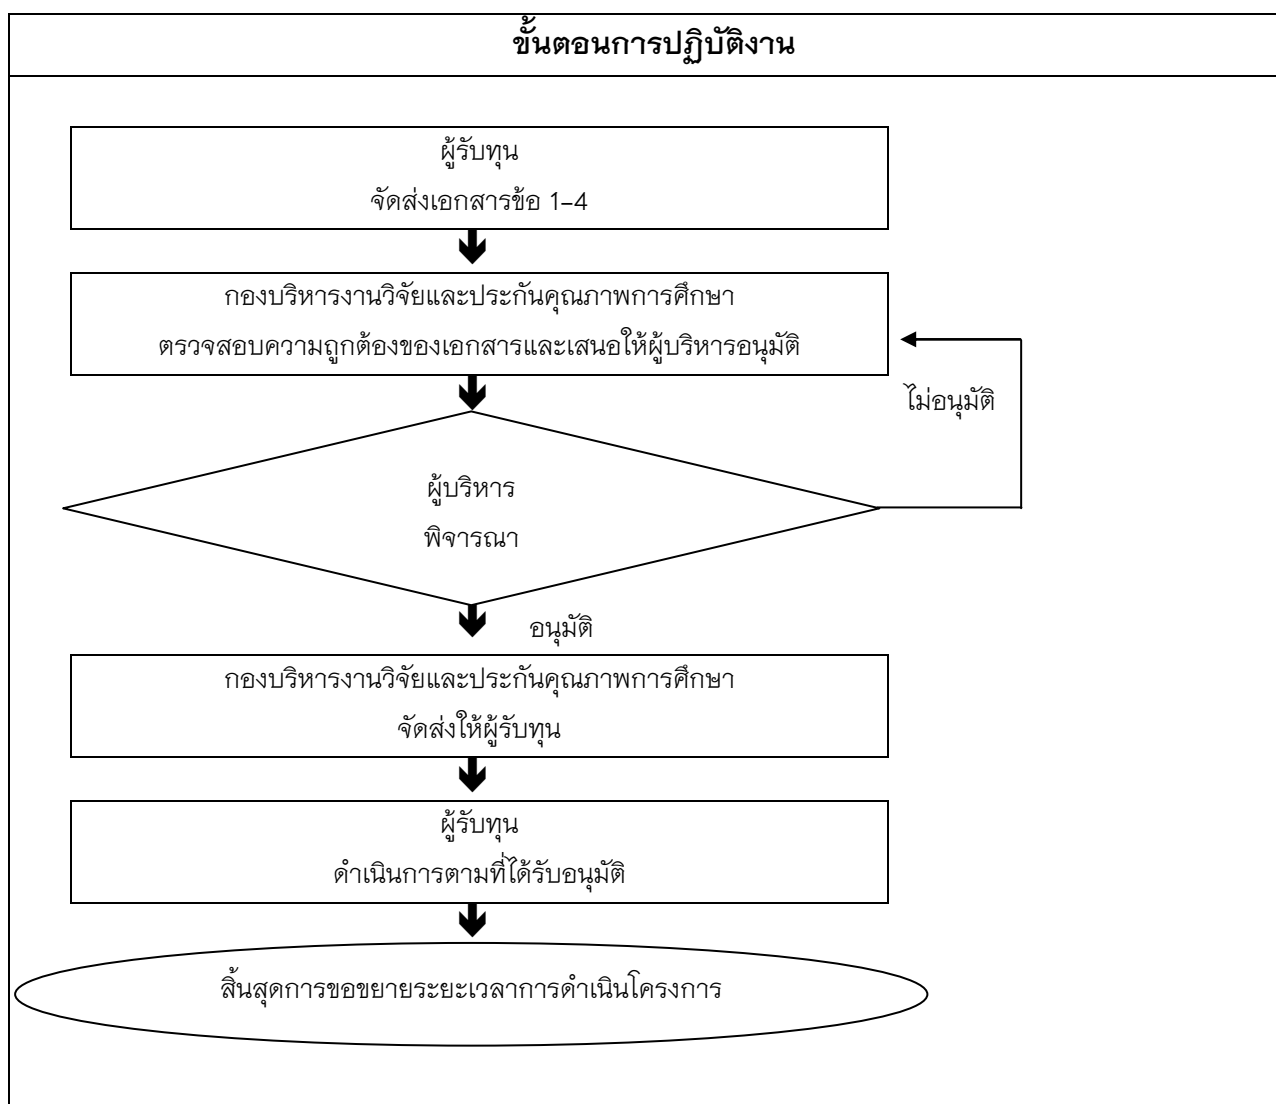 ขั้นตอนการปฏิบัติงาน
ผู้รับทุน
จัดส่งเอกสารข้อ 1–4
กองบริหารงานวิจัยและประกันคุณภาพการศึกษา
ตรวจสอบความถูกต้องของเอกสารและเสนอให้ผู้บริหารอนุมัติ
ไม่อนุมัติ
ผู้บริหาร
พิจารณา
อนุมัติ
กองบริหารงานวิจัยและประกันคุณภาพการศึกษา
จัดส่งให้ผู้รับทุน
ผู้รับทุน
ดำเนินการตามที่ได้รับอนุมัติ
สิ้นสุดการขอขยายระยะเวลาการดำเนินโครงการ